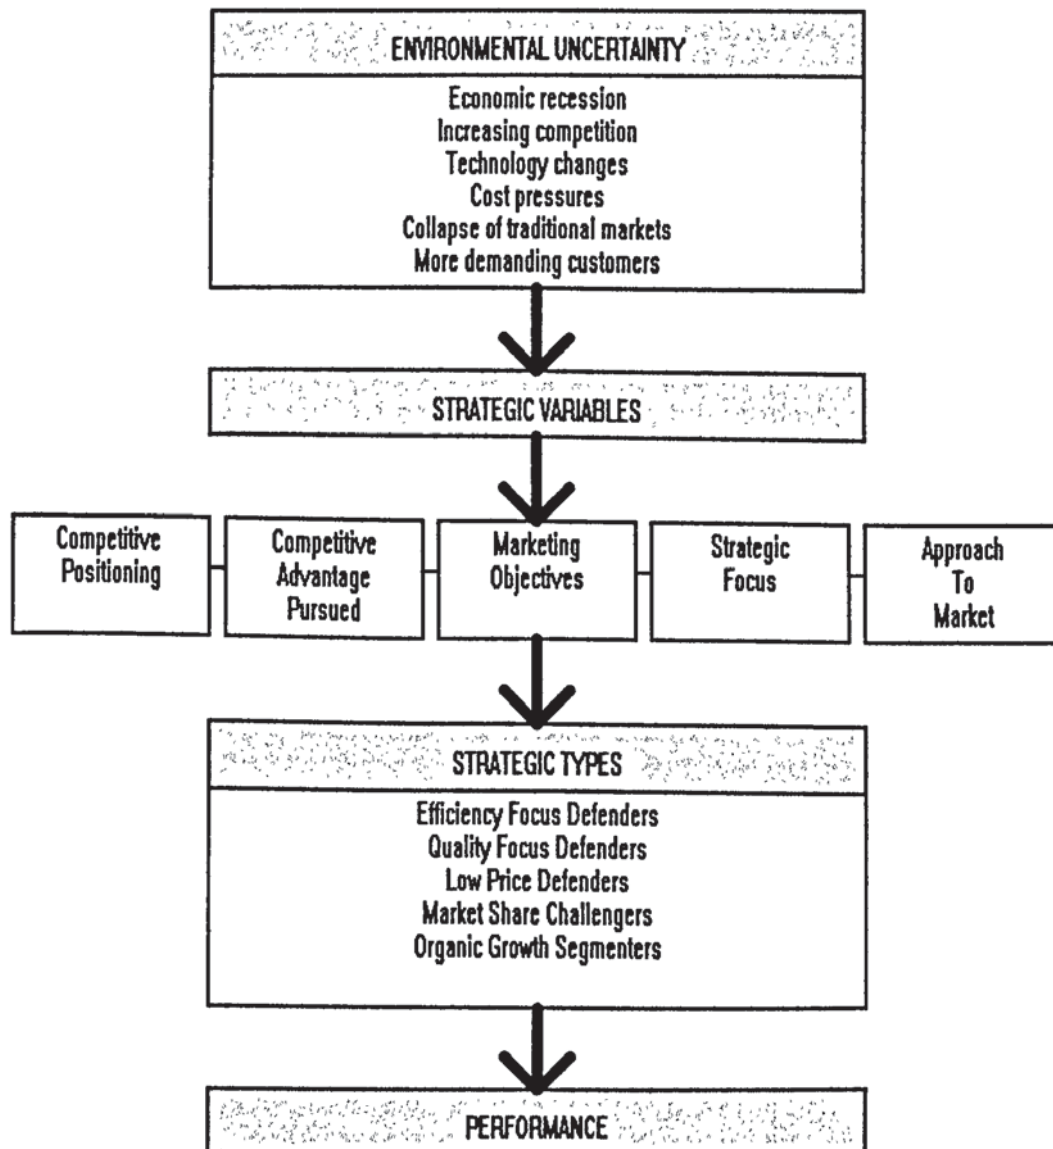 ENVIRONMENTAL UNCERTAINTY
Economic recession
Increasing competition
Technology changes
Cost pressures
Collapse of traditional markets
More demanding customers
STRATEGIC VARIABLES
Competitive
Positioning
Competitive
Advantage
Pursued
Marketing
Objectives
Strategic
Focus
Approach
To
Market
STRATEGIC TYPES
Efficiency Focus Defenders
Quality Focus Defenders
Low Price Defenders
Market Share Challengers
Organic Growth Segmenters
PERFORMANCE